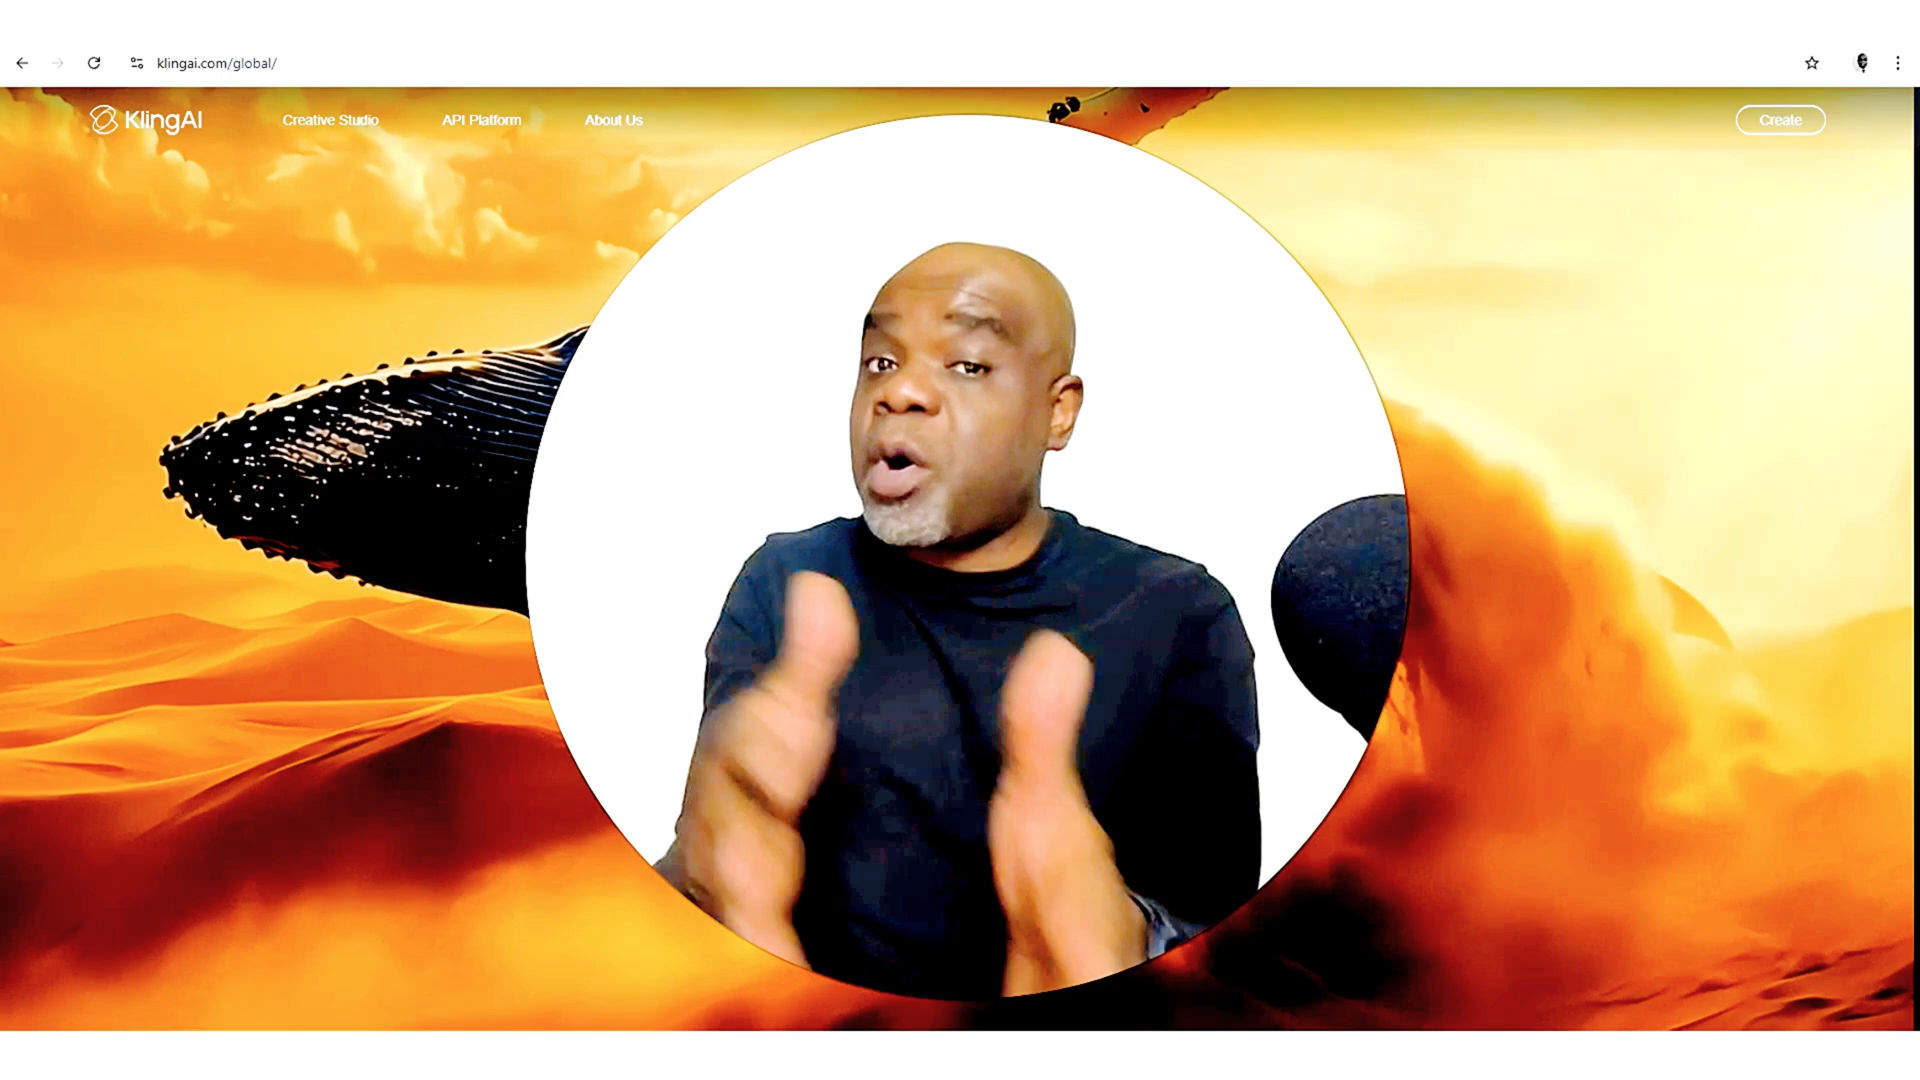 klingai.com/global/
KlingAI
Creative Studio
API Platform
About Us
Create